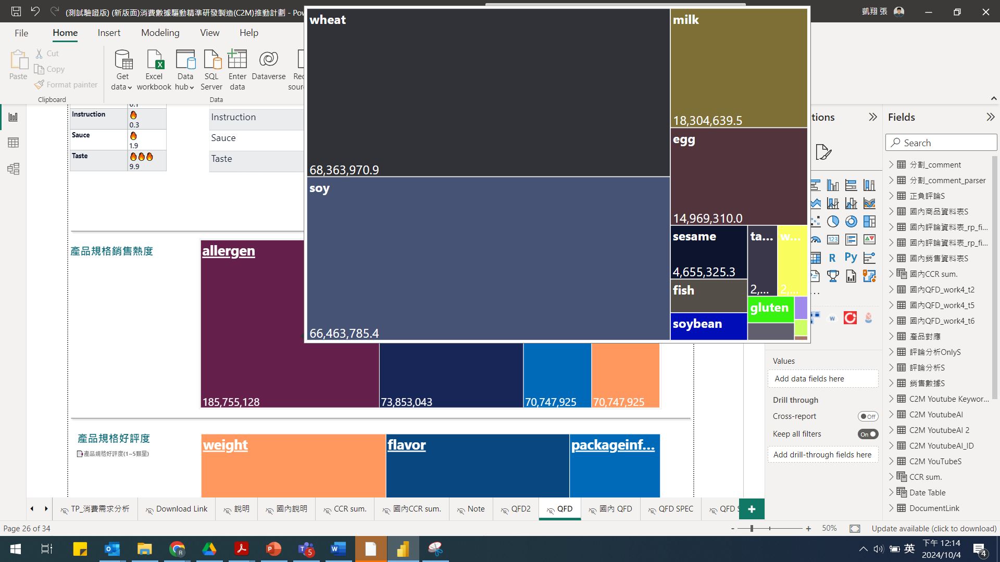 (測試驗證版) (新版面)消費數據驅動精準研發製造(C2M)推動計劃 - Pow
凱翔 張
File
Home
Insert
Modeling
View
Help
Paste
Cut
Copy
Format painter
Clipboard
Get data
Excel workbook
Data hub
SQL Server
Enter data
Dataverse
Data
wheat
68,363,970.9
soy
66,463,785.4
milk
18,304,639.5
egg
14,969,310.0
sesame
4,655,325.3
ta...
2,...
w...
2,...
fish
gluten
soybean
0.1
Instruction
0.3
Sauce
1.9
Taste
9.9
Instruction
Sauce
Taste
產品規格銷售熱度
allergen
185,755,128
73,853,043
70,747,925
70,747,925
產品規格好評度
產品規格好評度(1~5顆星)
weight
flavor
packageinf...
tions
Values
Add data fields here
Drill through
Cross-report
Off
Keep all filters
On
Add drill-through fields here
Fields
Search
分割_comment
分割_comment_parser
正負評論S
國內商品資料表S
國內評論資料表_rp_fi...
國內評論資料表_rp_fi...
國內銷售資料表S
國內CCR sum.
國內QFD_work4_t2
國內QFD_work4_t5
國內QFD_work4_t6
產品對應
評論分析OnlyS
評論分析S
銷售數據S
C2M Youtube Keywor...
C2M YoutubeAI
C2M YoutubeAI 2
C2M YoutubeAI_ID
C2M YouTubeS
CCR sum.
Date Table
DocumentLink
TP_消費需求分析
Download Link
說明
國內說明
CCR sum.
國內CCR sum.
Note
QFD2
QFD
國內 QFD
QFD SPEC
QFD S
Page 26 of 34
50%
Update available (click to download)
英
下午 12:14
2024/10/4
4
5